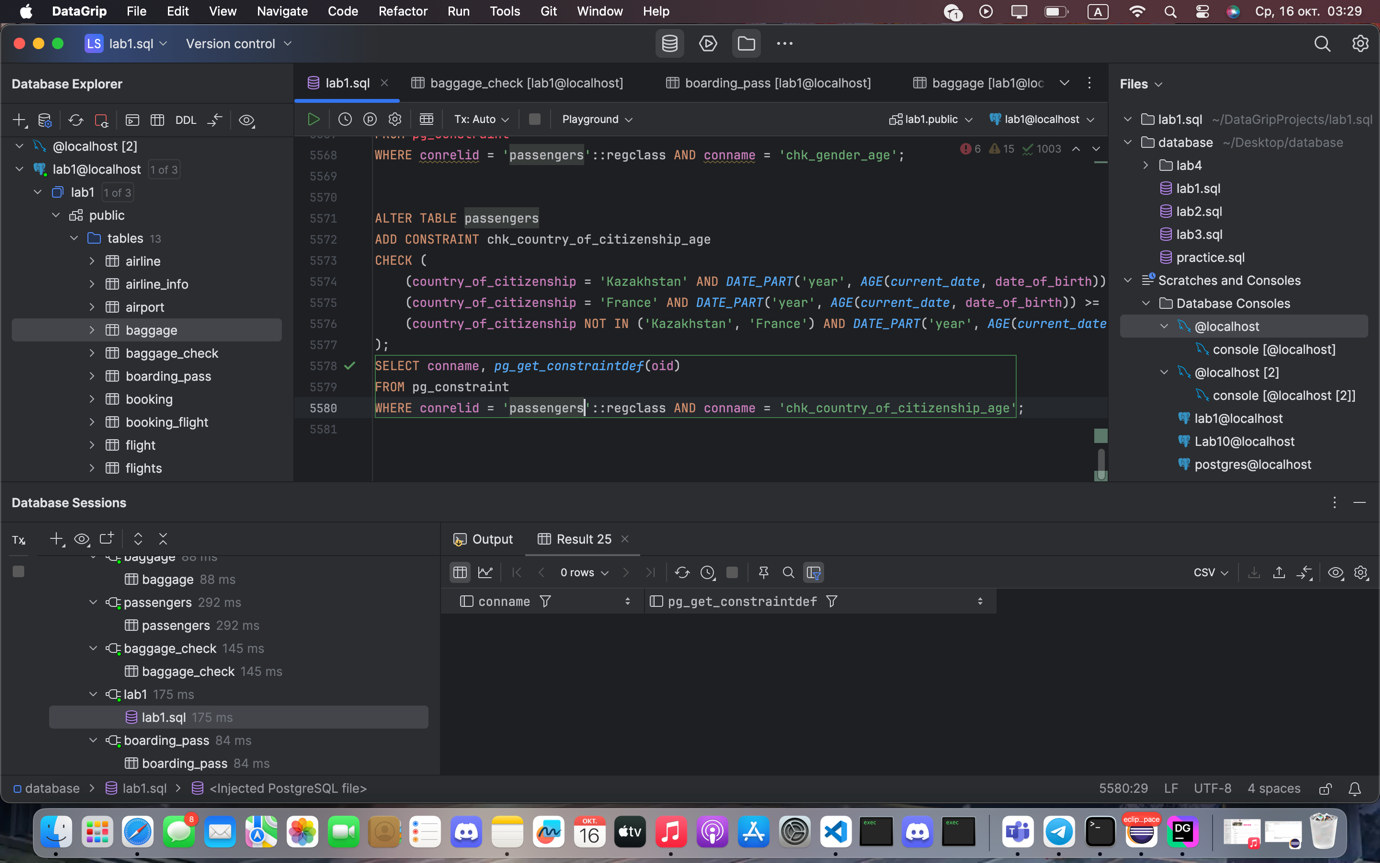 DataGrip File Edit View Navigate Code Refactor Run Tools Git Window Help 1 A Ср, 16 окт. 03:29
LS lab1.sql Version control
Database Explorer
lab1.sql baggage_check [lab1@localhost] boarding_pass [lab1@localhost] baggage [lab1@loc
Files
DDL
Tx: Auto Playground lab1.public lab1@localhost
@localhost [2]
lab1@localhost 1 of 3
lab1 1 of 3
public
tables 13
airline
airline_info
airport
baggage
baggage_check
boarding_pass
booking
booking_flight
flight
flights
6 15 1003
5568 WHERE conrelid = 'passengers'::regclass AND conname = 'chk_gender_age';
5569
5570
5571 ALTER TABLE passengers
5572 ADD CONSTRAINT chk_country_of_citizenship_age
5573 CHECK (
5574 (country_of_citizenship = 'Kazakhstan' AND DATE_PART('year', AGE(current_date, date_of_birth))
5575 (country_of_citizenship = 'France' AND DATE_PART('year', AGE(current_date, date_of_birth)) >=
5576 (country_of_citizenship NOT IN ('Kazakhstan', 'France') AND DATE_PART('year', AGE(current_date
5577 );
5578 SELECT conname, pg_get_constraintdef(oid)
5579 FROM pg_constraint
5580 WHERE conrelid = 'passengers'::regclass AND conname = 'chk_country_of_citizenship_age';
5581
lab1.sql ~/DataGripProjects/lab1.sql
database ~/Desktop/database
lab4
lab1.sql
lab2.sql
lab3.sql
practice.sql
Scratches and Consoles
Database Consoles
@localhost
console [@localhost]
@localhost [2]
console [@localhost [2]]
lab1@localhost
Lab10@localhost
postgres@localhost
Database Sessions
Tx
baggage 88 ms
baggage 88 ms
passengers 292 ms
passengers 292 ms
baggage_check 145 ms
baggage_check 145 ms
lab1 175 ms
lab1.sql 175 ms
boarding_pass 84 ms
boarding_pass 84 ms
Output Result 25
0 rows CSV
conname pg_get_constraintdef
database lab1.sql <Injected PostgreSQL file> 5580:29 LF UTF-8 4 spaces
8
ОКТ.
16
tv
exec
exec
eclip...pace
DG